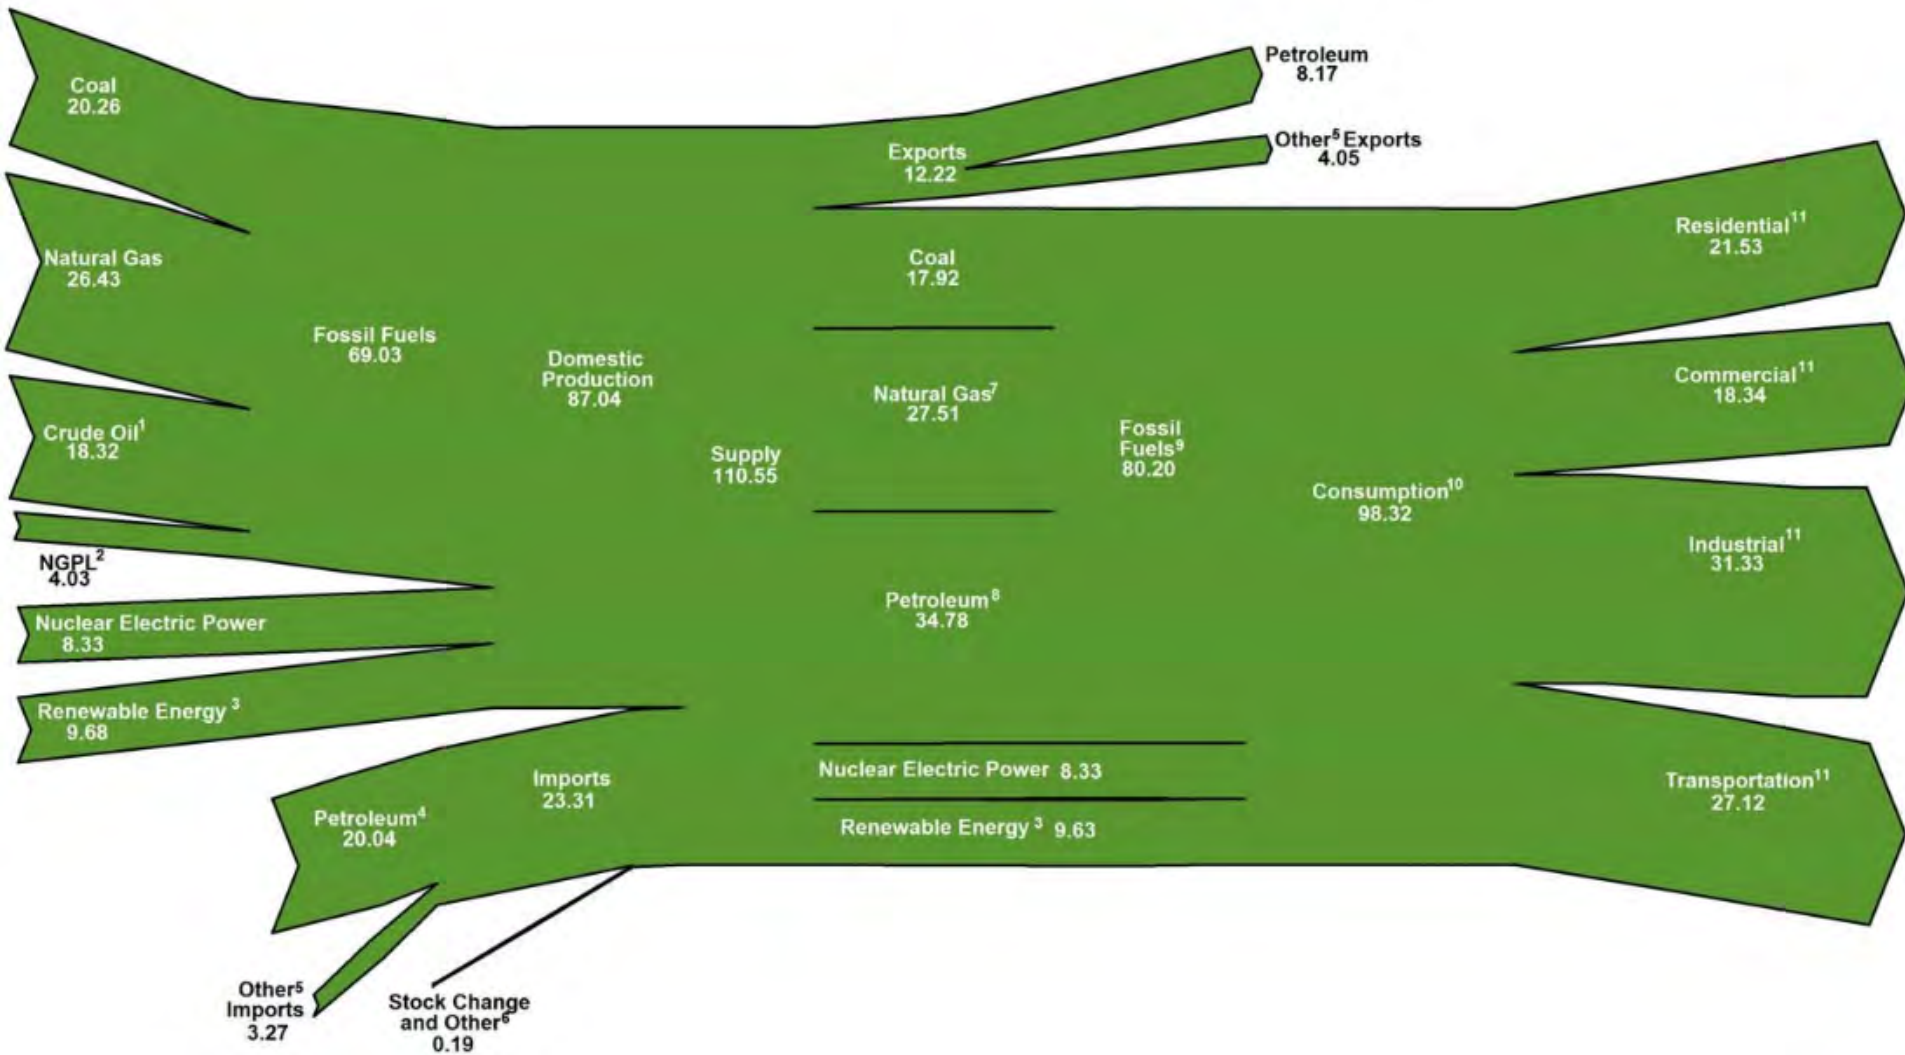 Coal
20.26
Natural Gas
26.43
Crude Oil¹
18.32
NGPL²
4.03
Nuclear Electric Power
8.33
Renewable Energy ³
9.68
Petroleum⁴
20.04
Other⁵
Imports
3.27
Stock Change
and Other⁶
0.19
Fossil Fuels
69.03
Domestic
Production
87.04
Imports
23.31
Supply
110.55
Exports
12.22
Petroleum
8.17
Other⁵ Exports
4.05
Coal
17.92
Natural Gas⁷
27.51
Petroleum⁸
34.78
Nuclear Electric Power 8.33
Renewable Energy ³ 9.63
Fossil
Fuels⁹
80.20
Consumption¹⁰
98.32
Residential¹¹
21.53
Commercial¹¹
18.34
Industrial¹¹
31.33
Transportation¹¹
27.12